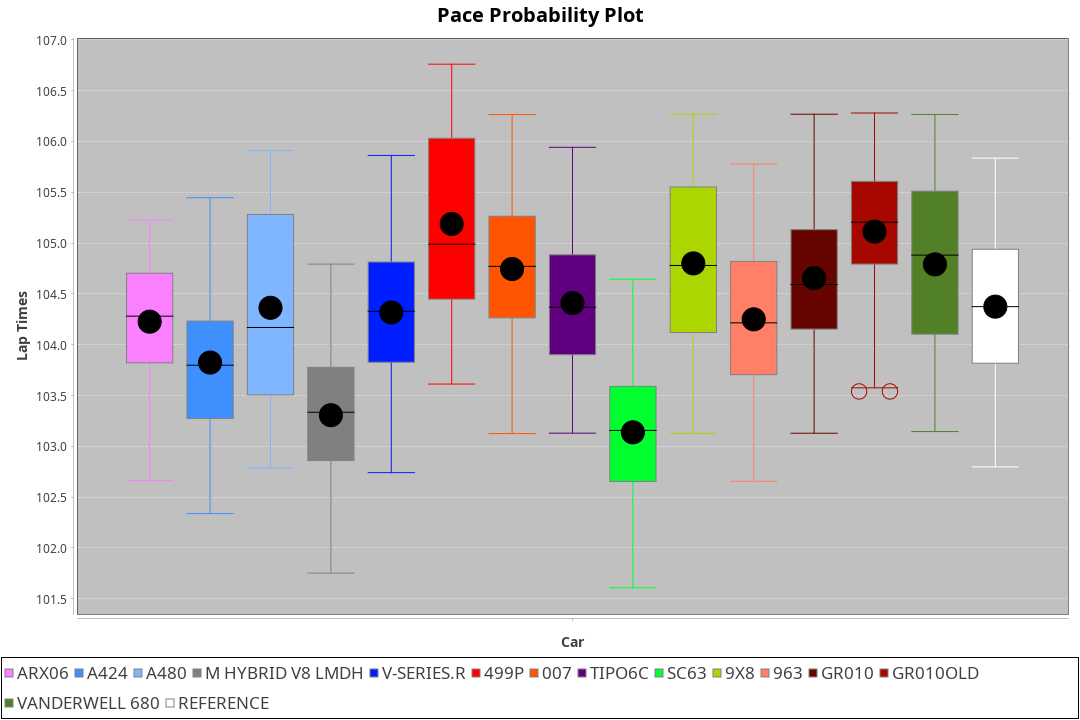 Pace Probability Plot
107.0
106.5
106.0
105.5
105.0
104.5
104.0
103.5
103.0
102.5
102.0
101.5
Lap Times
Car
ARX06 A424 A480 M HYBRID V8 LMDH V-SERIES.R 499P 007 TIPO6C SC63 9X8 963 GR010 GR010OLD
VANDERWELL 680 REFERENCE